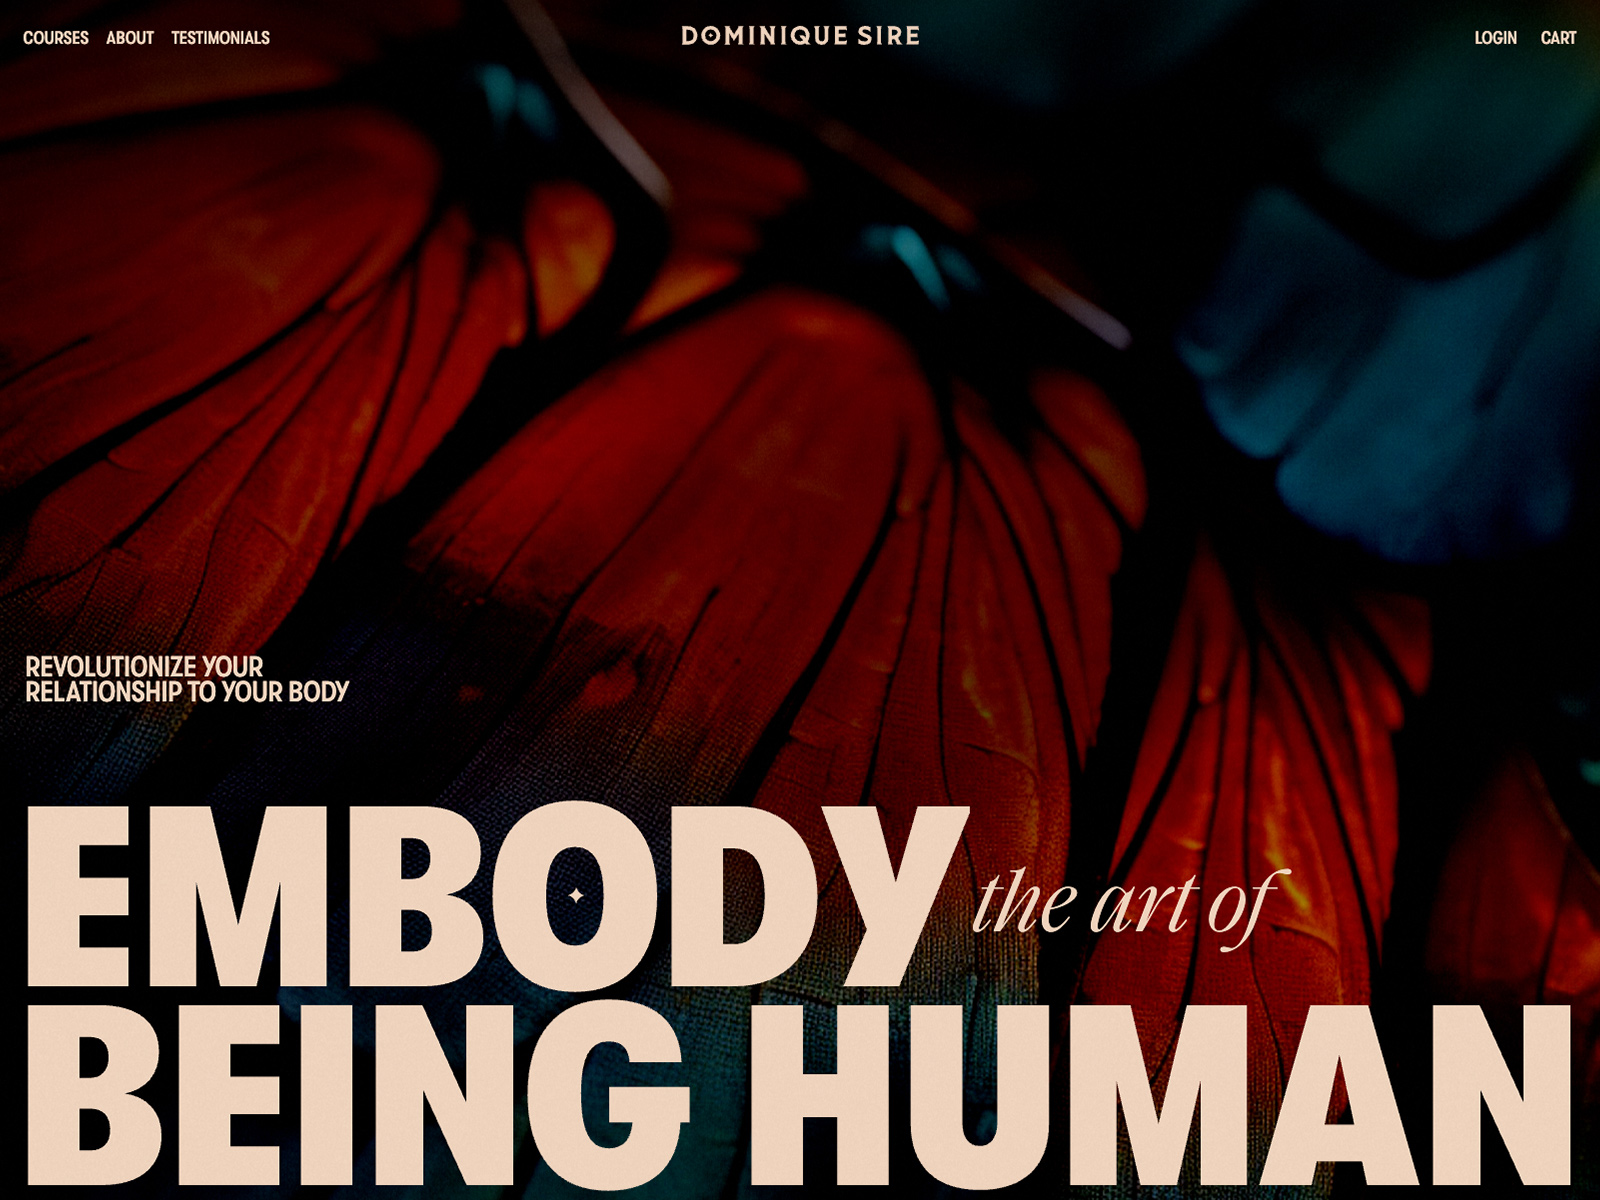 COURSES ABOUT TESTIMONIALS DOMINIQUE SIRE LOGIN CART
REVOLUTIONIZE YOUR
RELATIONSHIP TO YOUR BODY
EMBODY the art of
BEING HUMAN